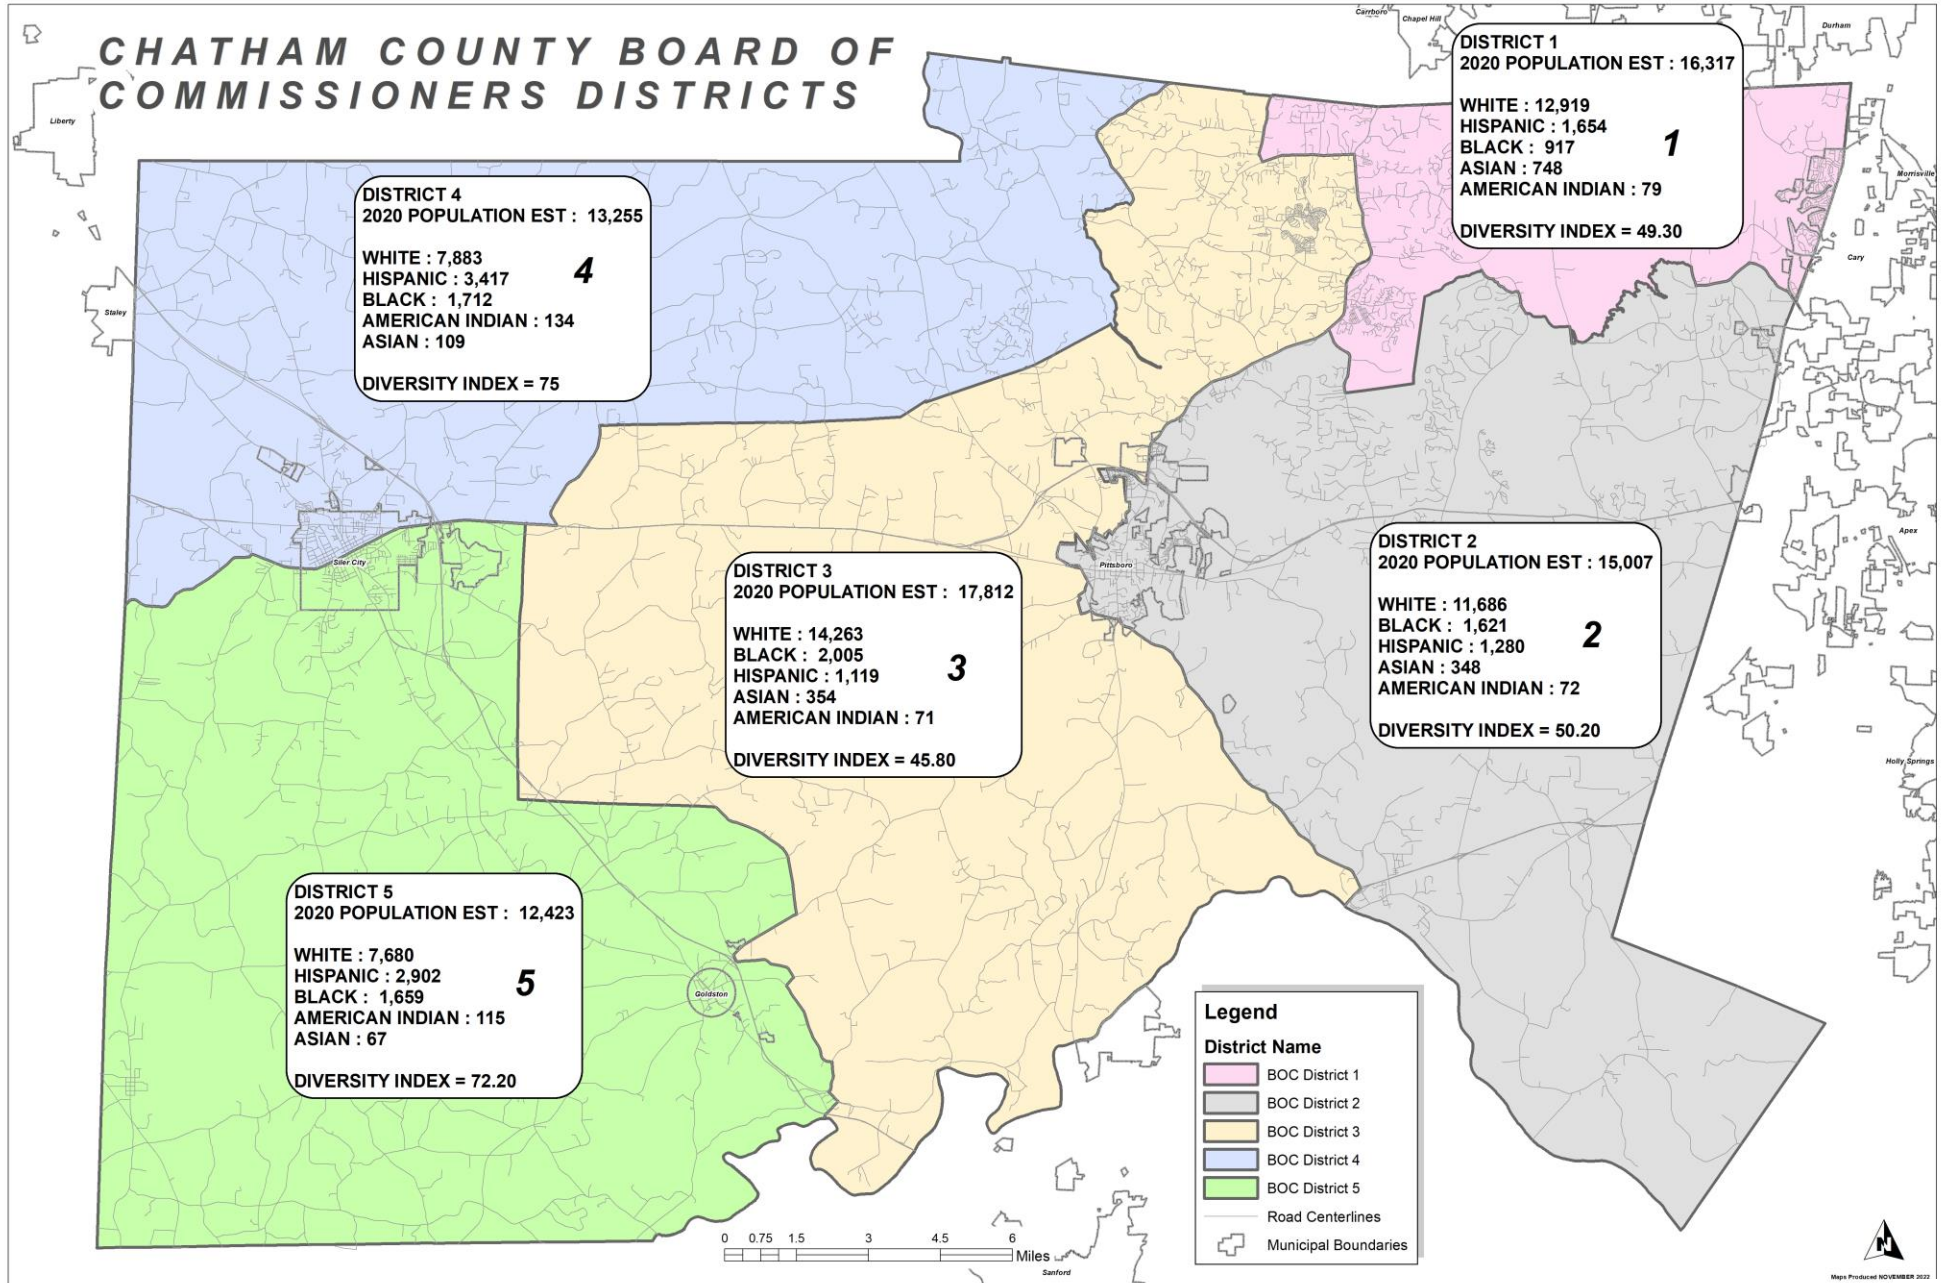 CHATHAM COUNTY BOARD OF
COMMISSIONERS DISTRICTS
Carrboro
Chapel Hill
Durham
Liberty
Staley
Morrisville
Cary
Apex
Holly Springs
Sanford
Siler City
Pittsboro
Goldston
DISTRICT 1
2020 POPULATION EST : 16,317
WHITE : 12,919
HISPANIC : 1,654
BLACK : 917
ASIAN : 748
AMERICAN INDIAN : 79
DIVERSITY INDEX = 49.30
1
DISTRICT 4
2020 POPULATION EST : 13,255
WHITE : 7,883
HISPANIC : 3,417
BLACK : 1,712
AMERICAN INDIAN : 134
ASIAN : 109
DIVERSITY INDEX = 75
4
DISTRICT 3
2020 POPULATION EST : 17,812
WHITE : 14,263
BLACK : 2,005
HISPANIC : 1,119
ASIAN : 354
AMERICAN INDIAN : 71
DIVERSITY INDEX = 45.80
3
DISTRICT 2
2020 POPULATION EST : 15,007
WHITE : 11,686
BLACK : 1,621
HISPANIC : 1,280
ASIAN : 348
AMERICAN INDIAN : 72
DIVERSITY INDEX = 50.20
2
DISTRICT 5
2020 POPULATION EST : 12,423
WHITE : 7,680
HISPANIC : 2,902
BLACK : 1,659
AMERICAN INDIAN : 115
ASIAN : 67
DIVERSITY INDEX = 72.20
5
Legend
District Name
BOC District 1
BOC District 2
BOC District 3
BOC District 4
BOC District 5
Road Centerlines
Municipal Boundaries
0 0.75 1.5 3 4.5 6
Miles
N
Maps Produced NOVEMBER 2022